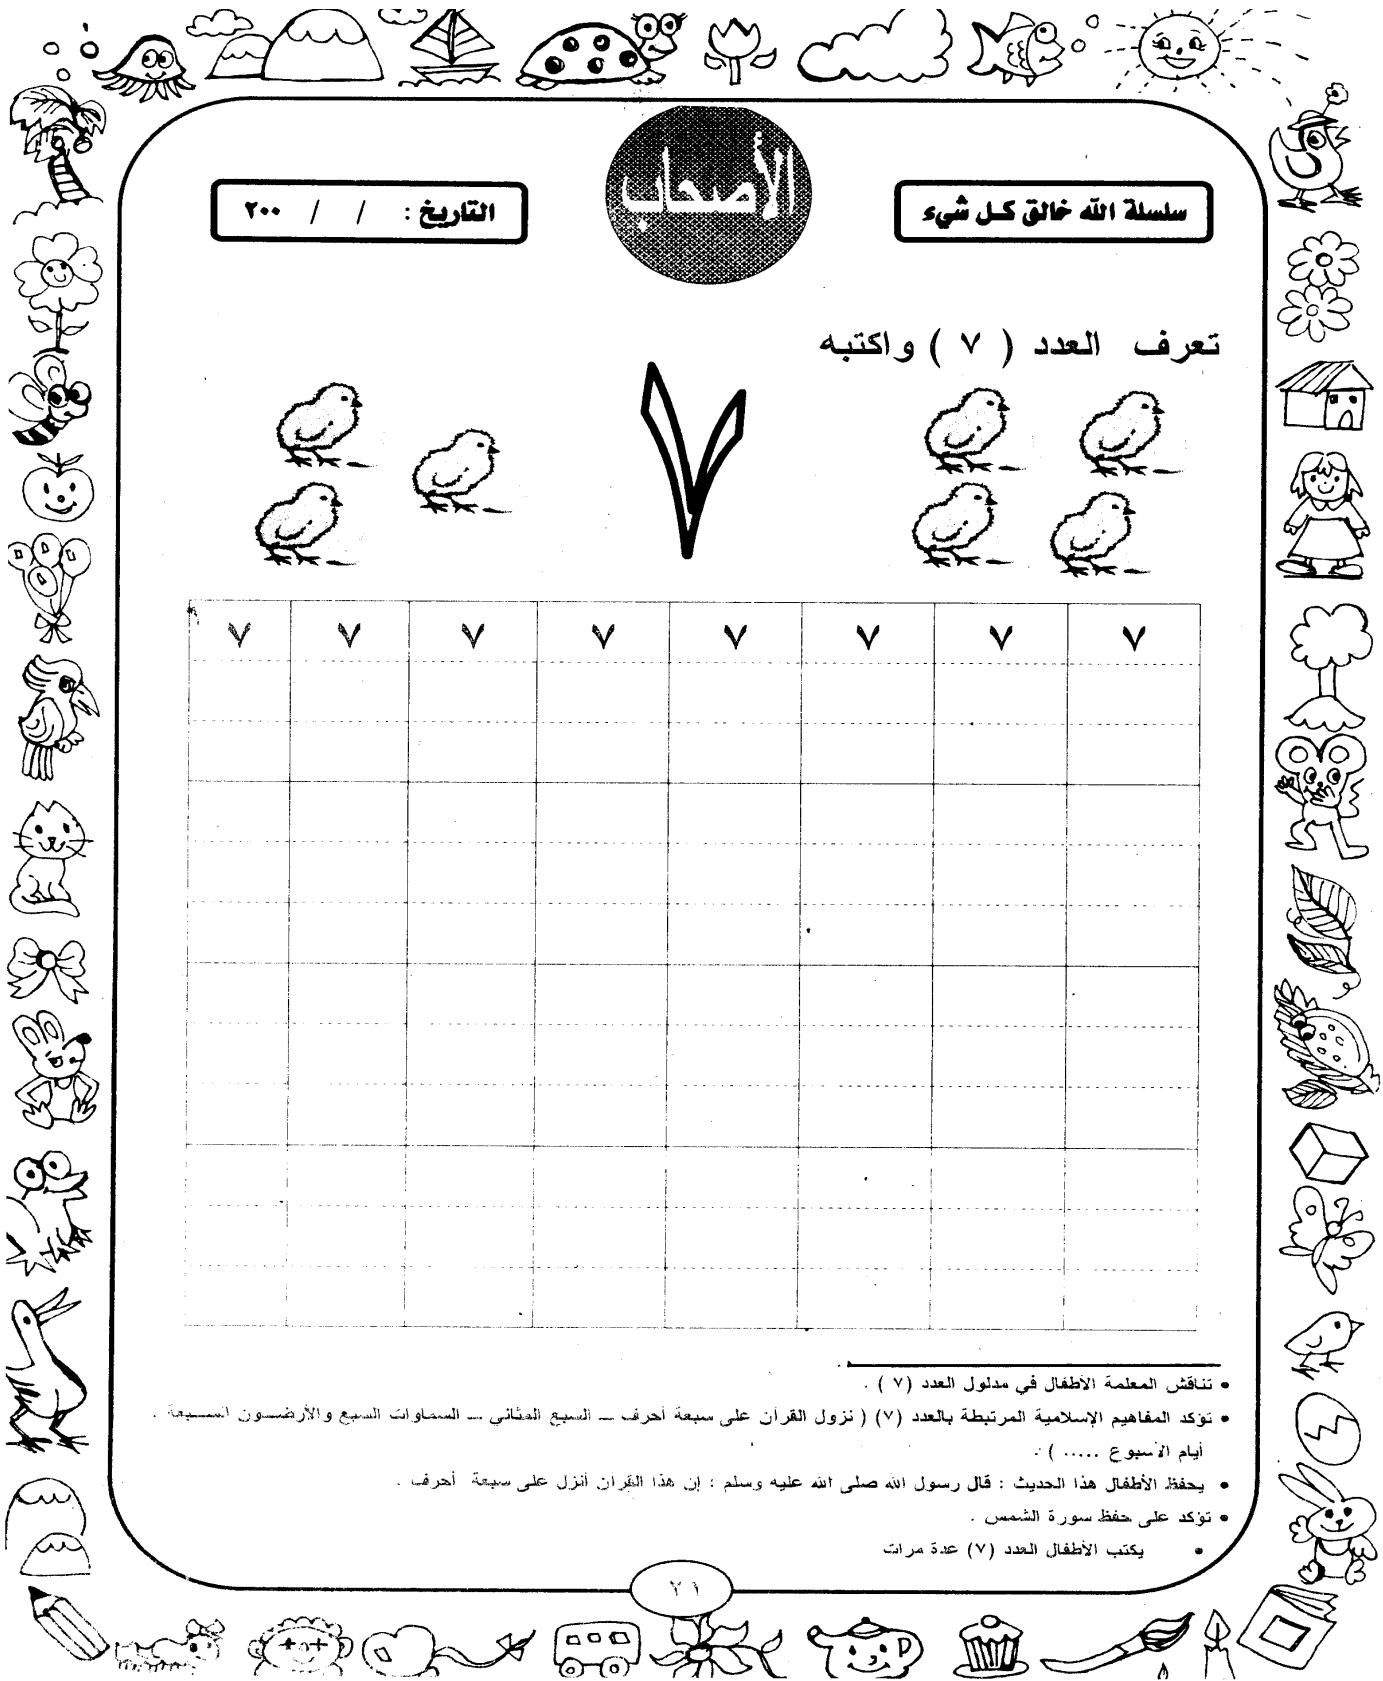 الأصحاب
سلسلة الله خالق كل شيء
التاريخ : / / ٢٠٠
تعرف العدد ( ٧ ) واكتبه
٧
٧ ٧ ٧ ٧ ٧ ٧ ٧ ٧
• تناقش المعلمة الأطفال في مدلول العدد (٧ ) .
• تؤكد المفاهيم الإسلامية المرتبطة بالعدد (٧) ( نزول القرآن على سبعة أحرف – السبع المثاني – السماوات السبع والأرضون السبعة .
أيام الأسبوع ..... ) .
• يحفظ الأطفال هذا الحديث : قال رسول الله صلى الله عليه وسلم : إن هذا القرآن أنزل على سبعة أحرف .
• تؤكد على حفظ سورة الشمس .
• يكتب الأطفال العدد (٧) عدة مرات
٢١